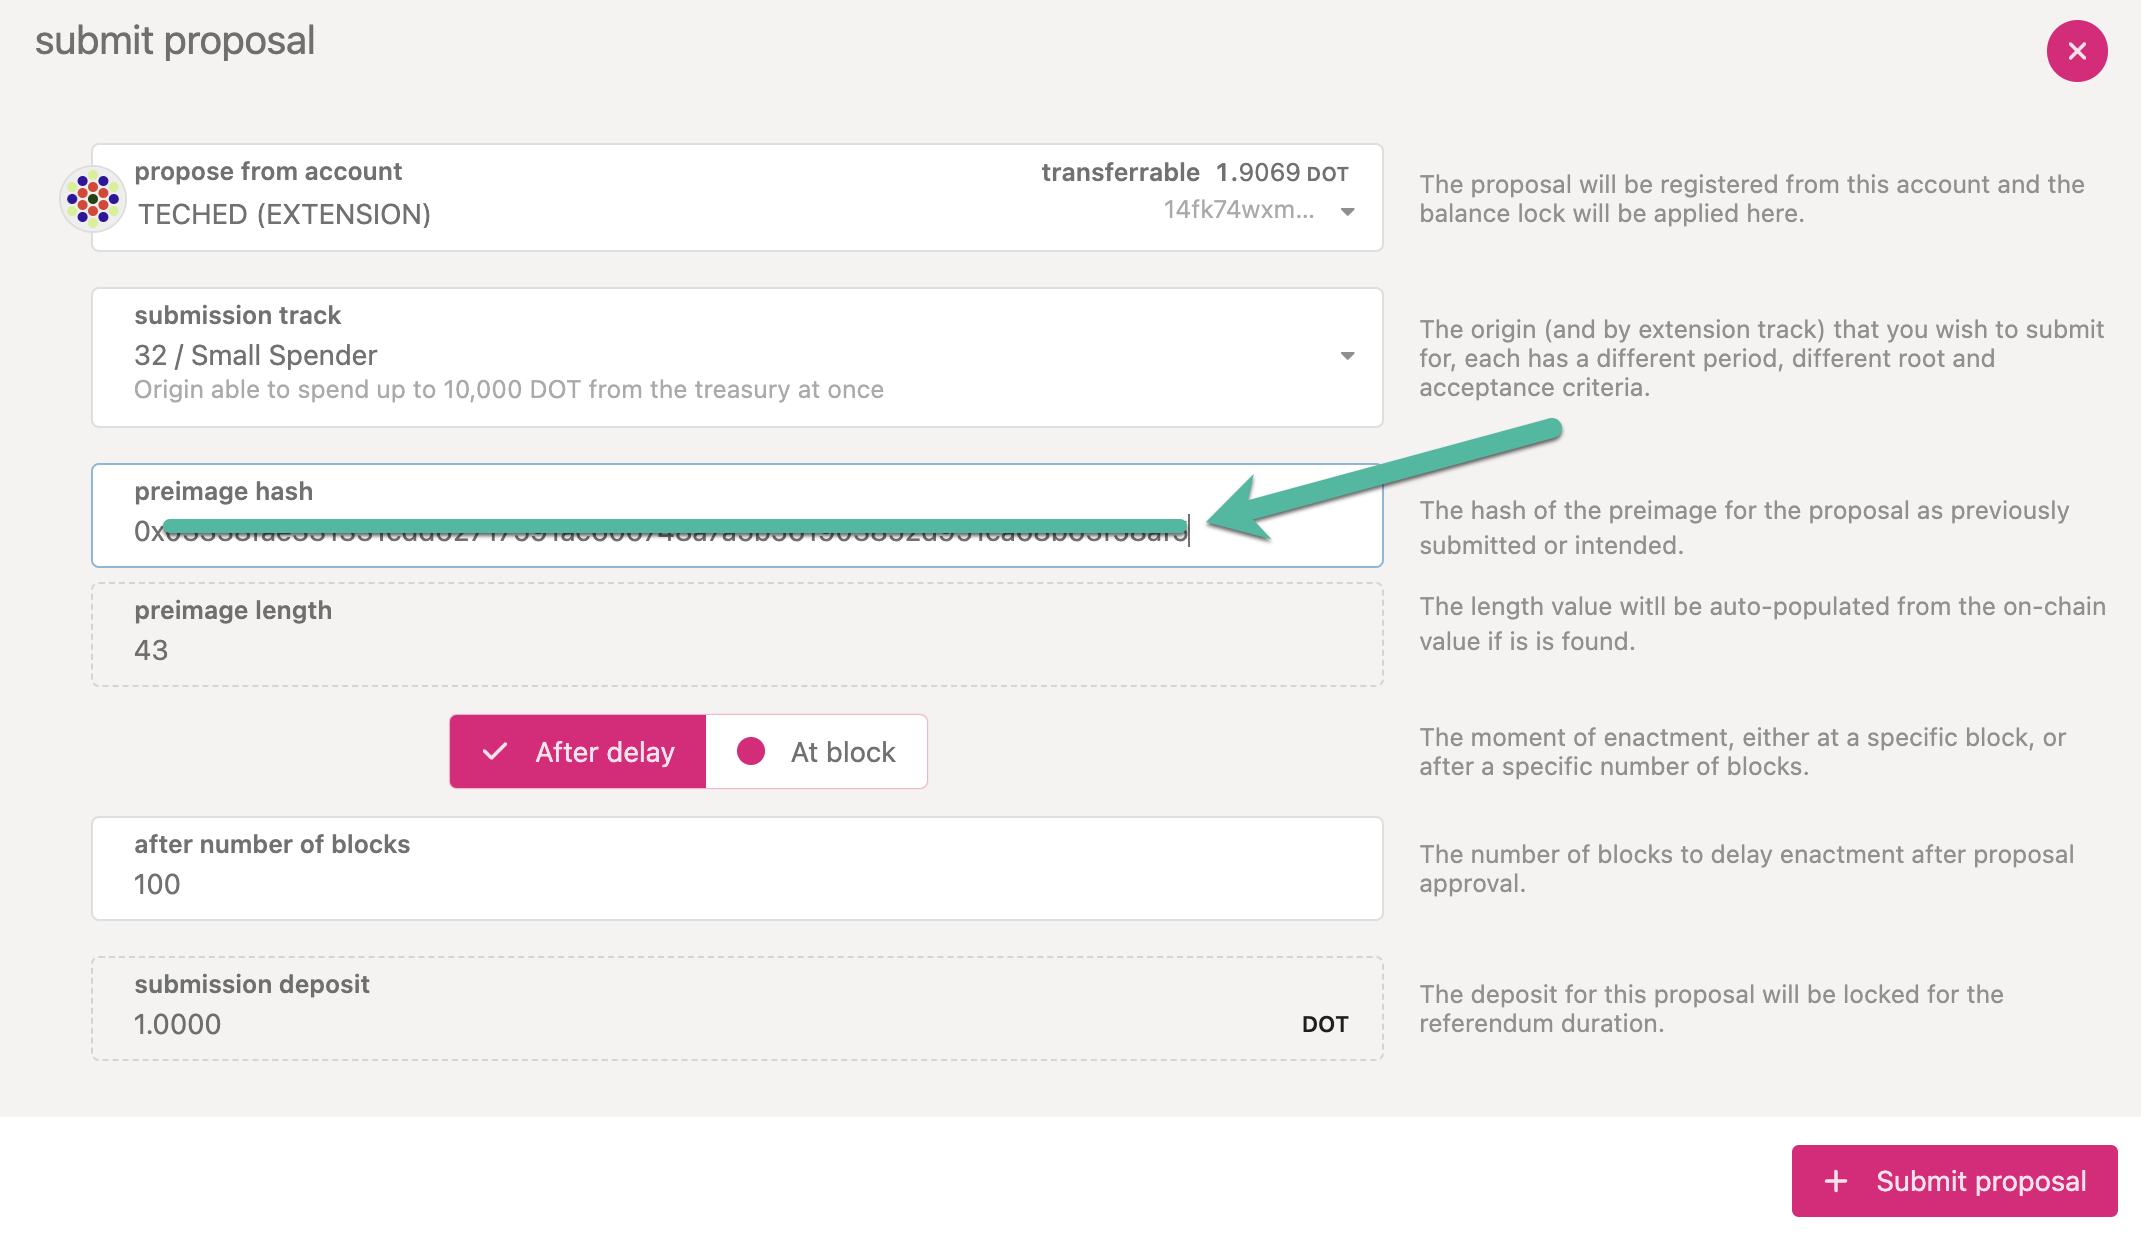 submit proposal
propose from account
transferrable 1.9069 DOT
TECHED (EXTENSION)
14fk74wxm...
The proposal will be registered from this account and the
balance lock will be applied here.
submission track
32 / Small Spender
Origin able to spend up to 10,000 DOT from the treasury at once
The origin (and by extension track) that you wish to submit
for, each has a different period, different root and
acceptance criteria.
preimage hash
The hash of the preimage for the proposal as previously
submitted or intended.
preimage length
43
The length value witll be auto-populated from the on-chain
value if is is found.
After delay
At block
The moment of enactment, either at a specific block, or
after a specific number of blocks.
after number of blocks
100
The number of blocks to delay enactment after proposal
approval.
submission deposit
1.0000
DOT
The deposit for this proposal will be locked for the
referendum duration.
Submit proposal